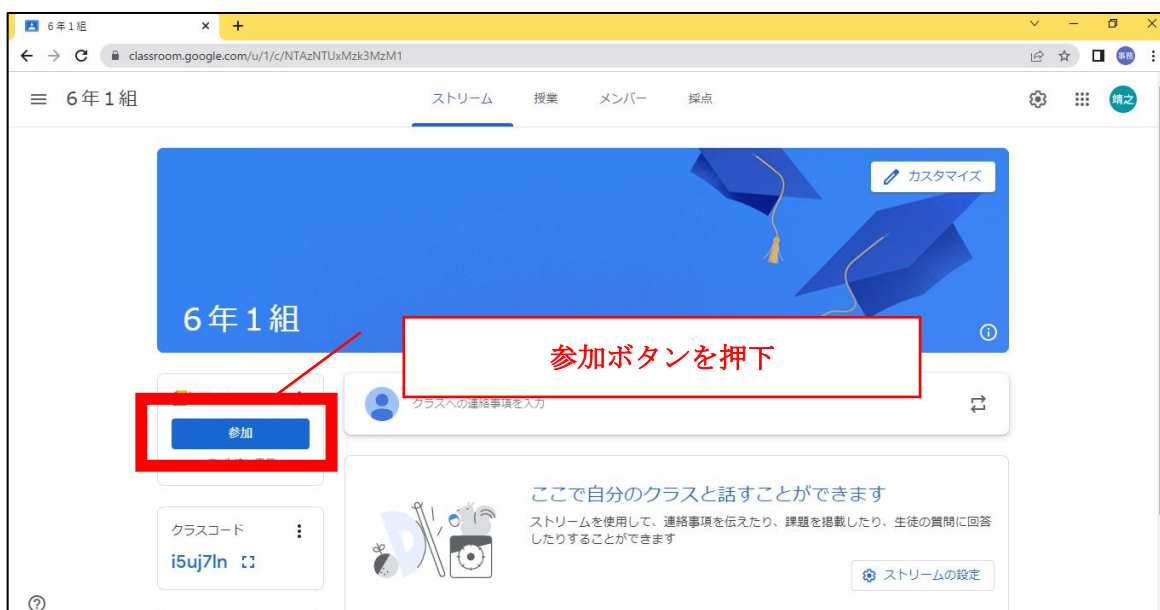 6年1組
classroom.google.com/u/1/c/NTAzNTUxMzk3MzM1
事務
6年1組
ストリーム 授業 メンバー 採点
靖之
カスタマイズ
6年1組
参加ボタンを押下
クラスへの連絡事項を入力
参加
ここで自分のクラスと話すことができます
ストリームを使用して、連絡事項を伝えたり、課題を掲載したり、生徒の質問に回答
したりすることができます
クラスコード
i5uj7ln
ストリームの設定